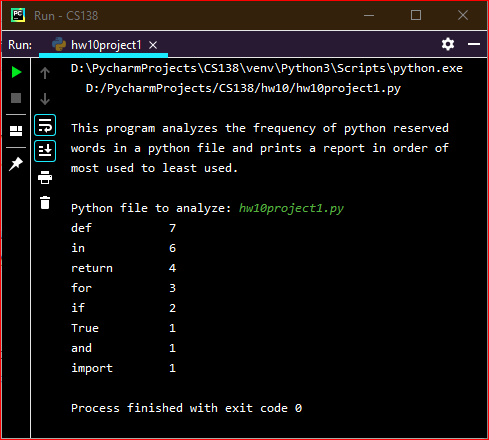 PC Run - CS138
Run: hw10project1
D:\PycharmProjects\CS138\venv\Python3\Scripts\python.exe
D:/PycharmProjects/CS138/hw10/hw10project1.py
This program analyzes the frequency of python reserved
words in a python file and prints a report in order of
most used to least used.
Python file to analyze: hw10project1.py
def 7
in 6
return 4
for 3
if 2
True 1
and 1
import 1
Process finished with exit code 0